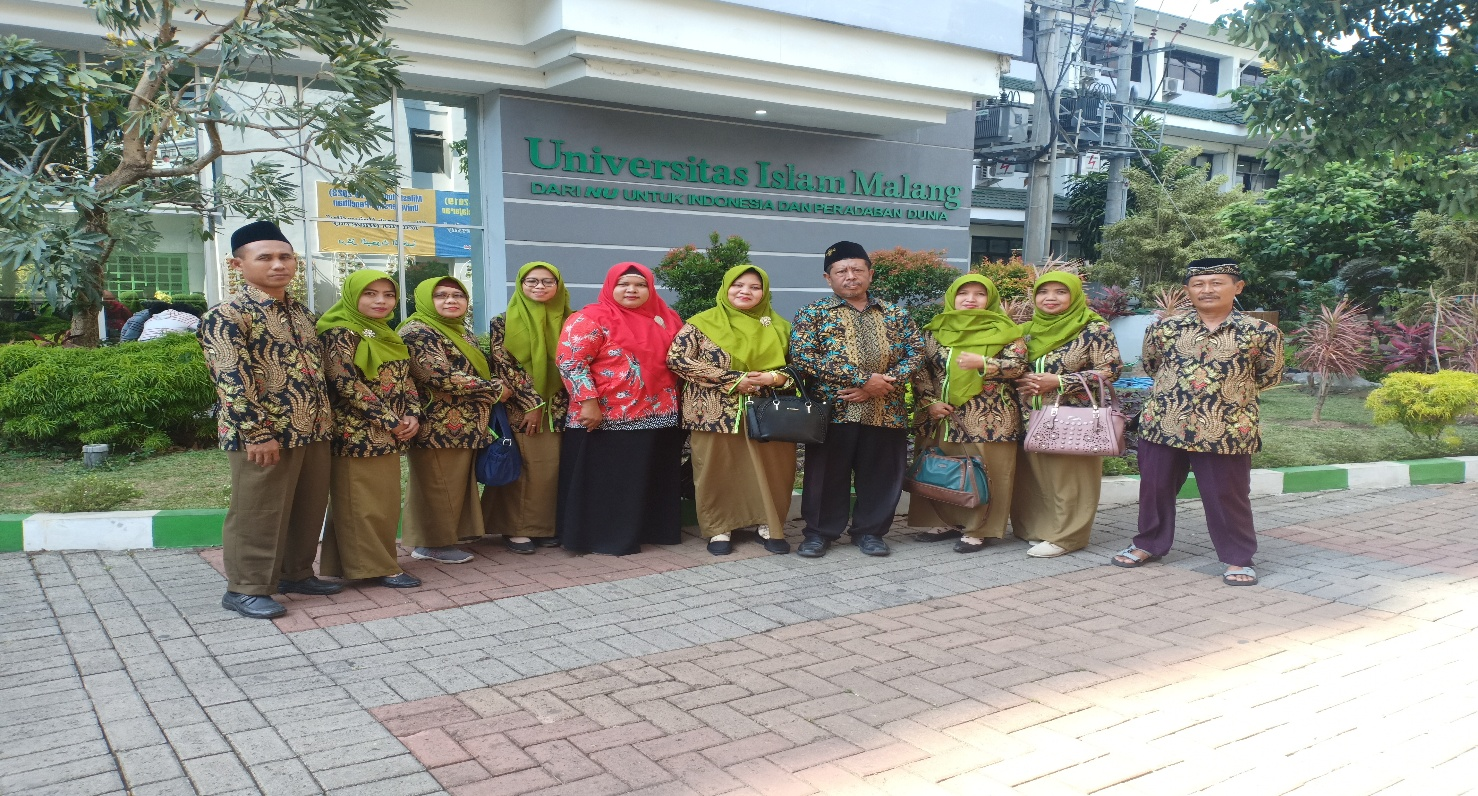 Universitas Islam Malang
DARI NU UNTUK INDONESIA DAN PERADABAN DUNIA